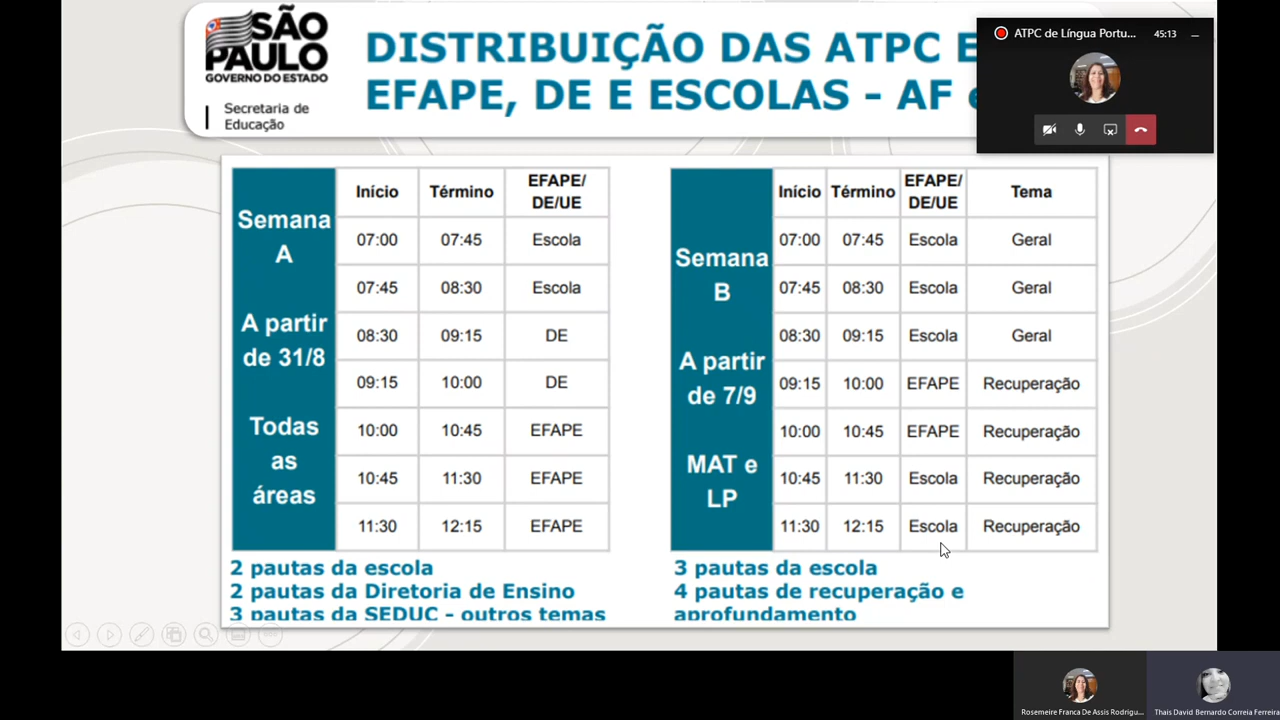 SÃO
PAULO
GOVERNO DO ESTADO
Secretaria de
Educação
DISTRIBUIÇÃO DAS ATPC E
EFAPE, DE E ESCOLAS - AF e
ATPC de Língua Portu... 45:13
Semana
A
A partir
de 31/8
Todas
as
áreas
Início Término EFAPE/
DE/UE
07:00 07:45 Escola
07:45 08:30 Escola
08:30 09:15 DE
09:15 10:00 DE
10:00 10:45 EFAPE
10:45 11:30 EFAPE
11:30 12:15 EFAPE
2 pautas da escola
2 pautas da Diretoria de Ensino
3 pautas da SEDUC - outros temas
Semana
B
A partir
de 7/9
MAT e
LP
Início Término EFAPE/ Tema
DE/UE
07:00 07:45 Escola Geral
07:45 08:30 Escola Geral
08:30 09:15 Escola Geral
09:15 10:00 EFAPE Recuperação
10:00 10:45 EFAPE Recuperação
10:45 11:30 Escola Recuperação
11:30 12:15 Escola Recuperação
3 pautas da escola
4 pautas de recuperação e
aprofundamento
Rosemeire Franca De Assis Rodrigu...
Thais David Bernardo Correia Ferreira